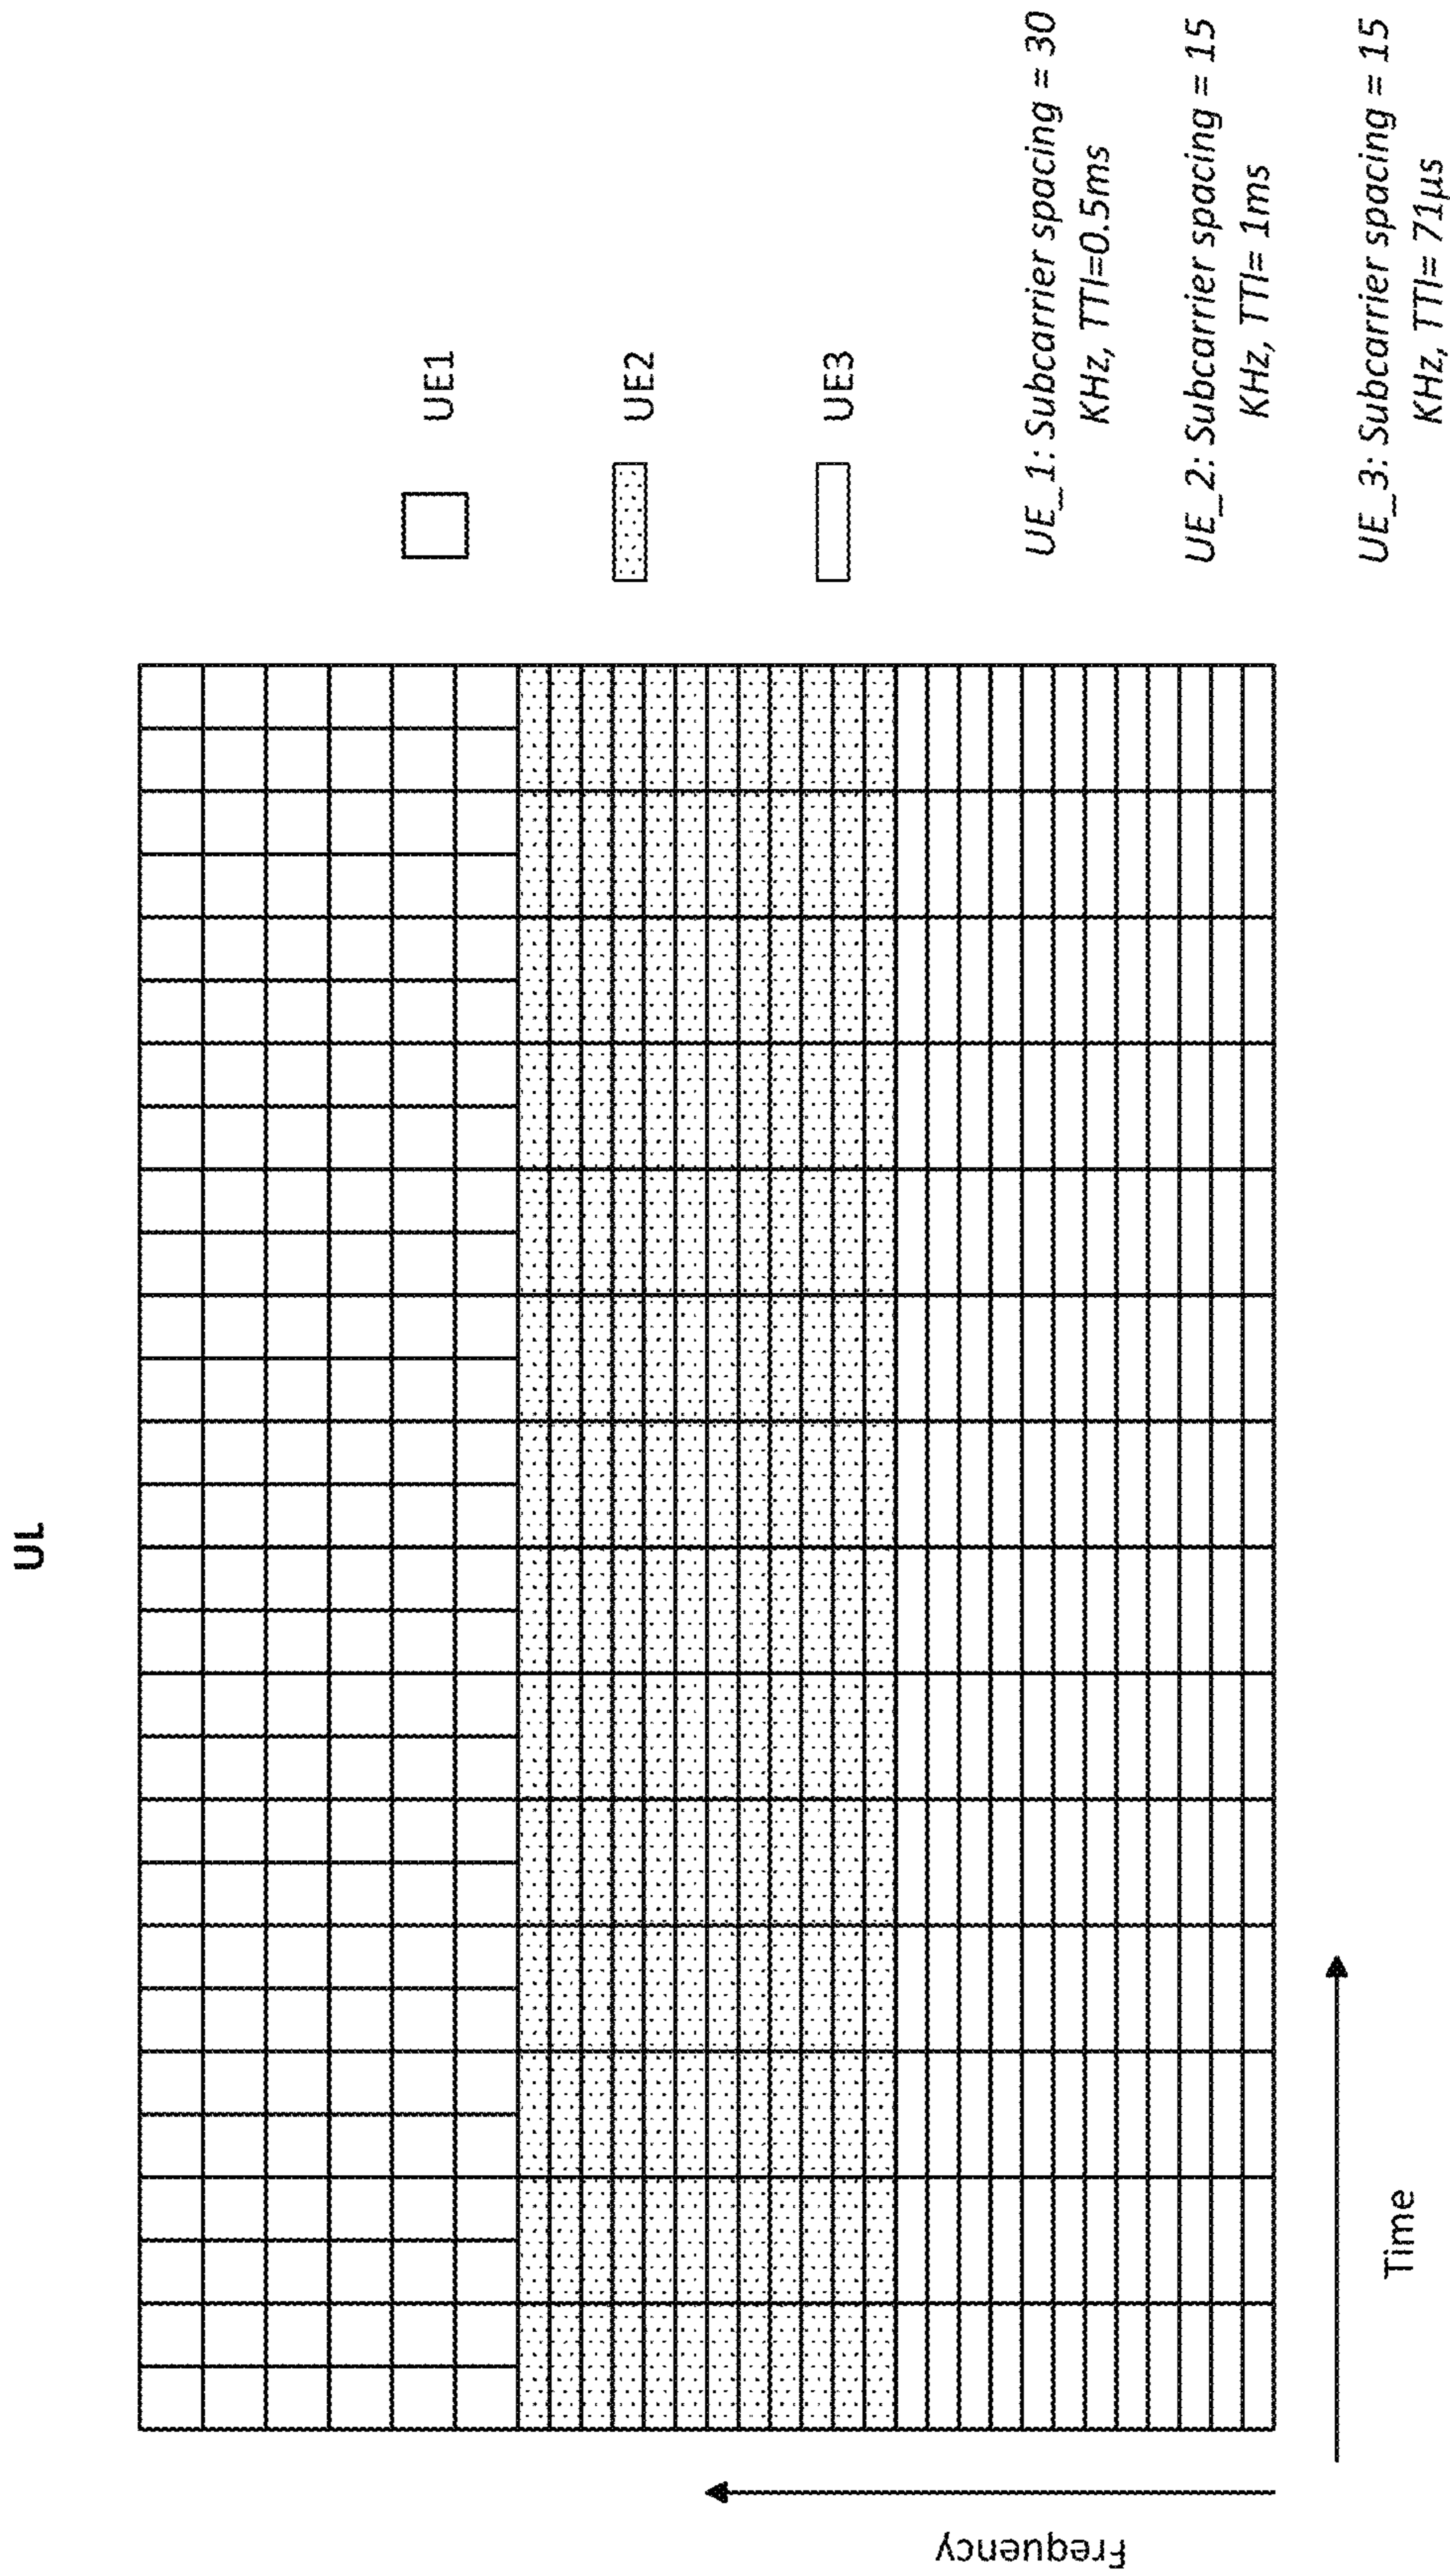 UL
UE1
UE2
UE3
UE_1: Subcarrier spacing = 30
KHz, TTI=0.5ms
UE_2: Subcarrier spacing = 15
KHz, TTI= 1ms
UE_3: Subcarrier spacing = 15
KHz, TTI= 71µs
Frequency
Time